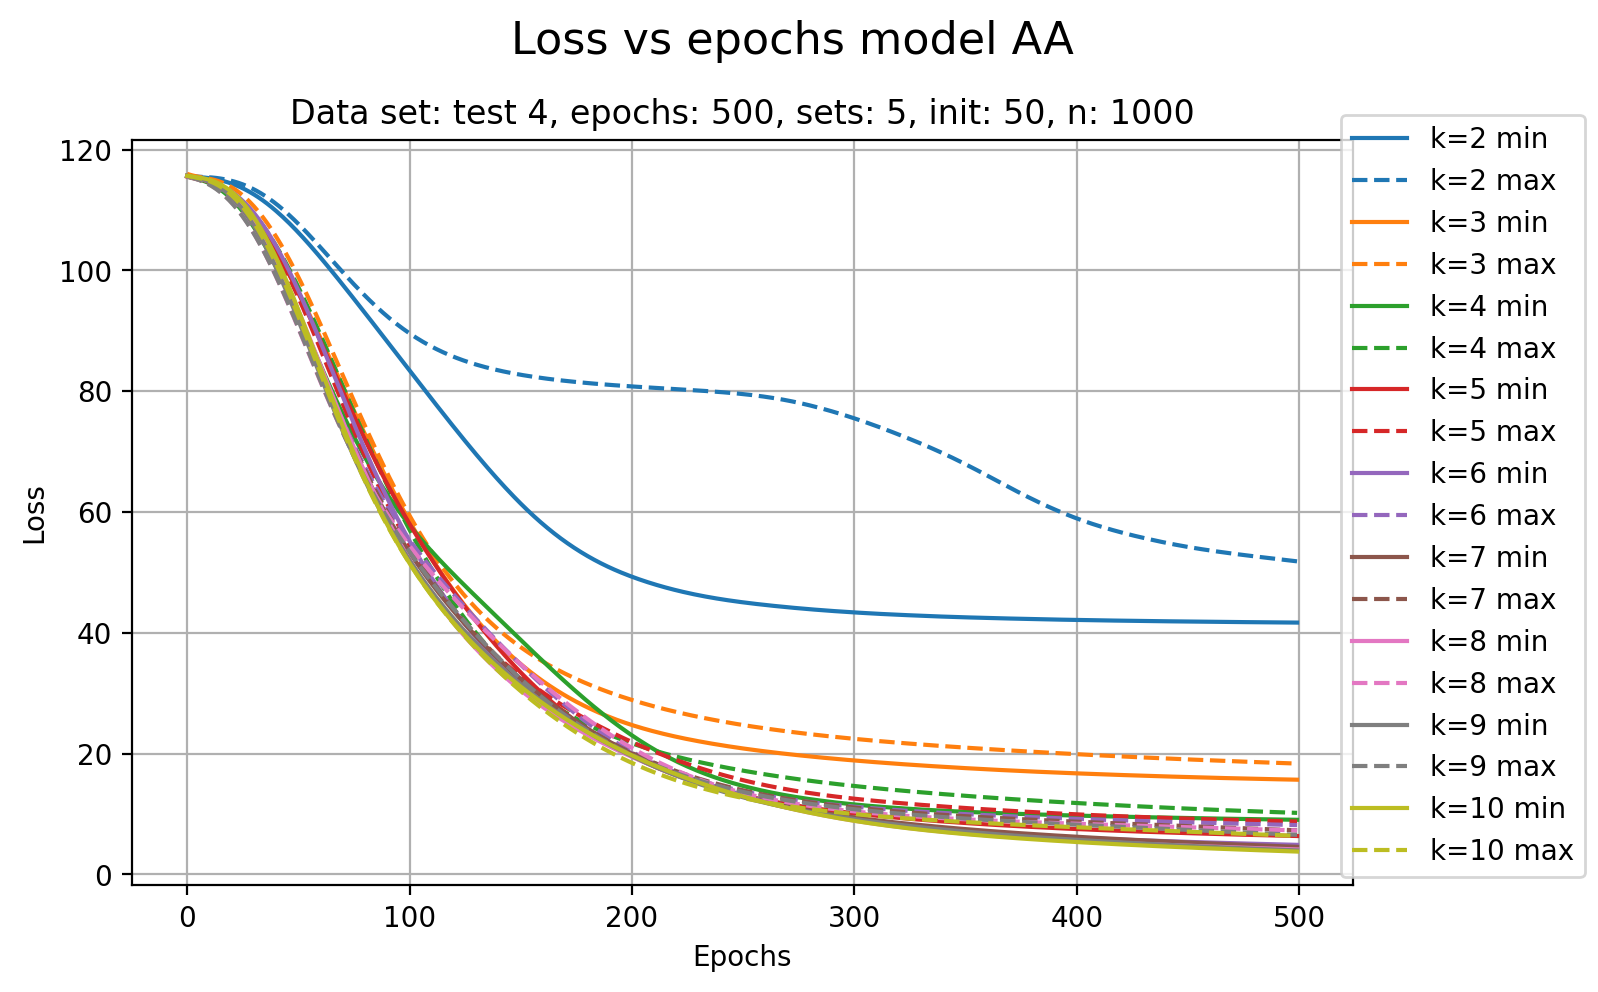 Loss vs epochs model AA
Data set: test 4, epochs: 500, sets: 5, init: 50, n: 1000
120
100
80
60
40
20
0
Loss
0 100 200 300 400 500
Epochs
k=2 min
k=2 max
k=3 min
k=3 max
k=4 min
k=4 max
k=5 min
k=5 max
k=6 min
k=6 max
k=7 min
k=7 max
k=8 min
k=8 max
k=9 min
k=9 max
k=10 min
k=10 max